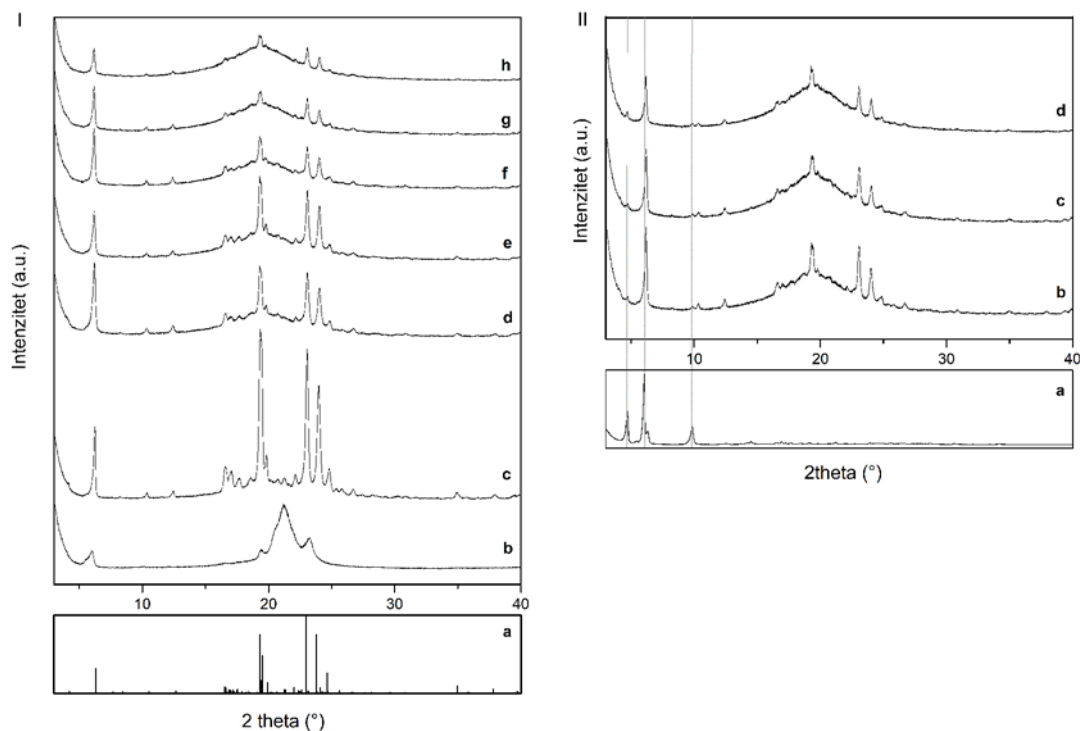 I
Intenzitet (a.u.)
h
g
f
e
d
c
b
10 20 30 40
a
2 theta (°)
II
Intenzitet (a.u.)
d
c
b
10 20 30 40
a
2theta (°)